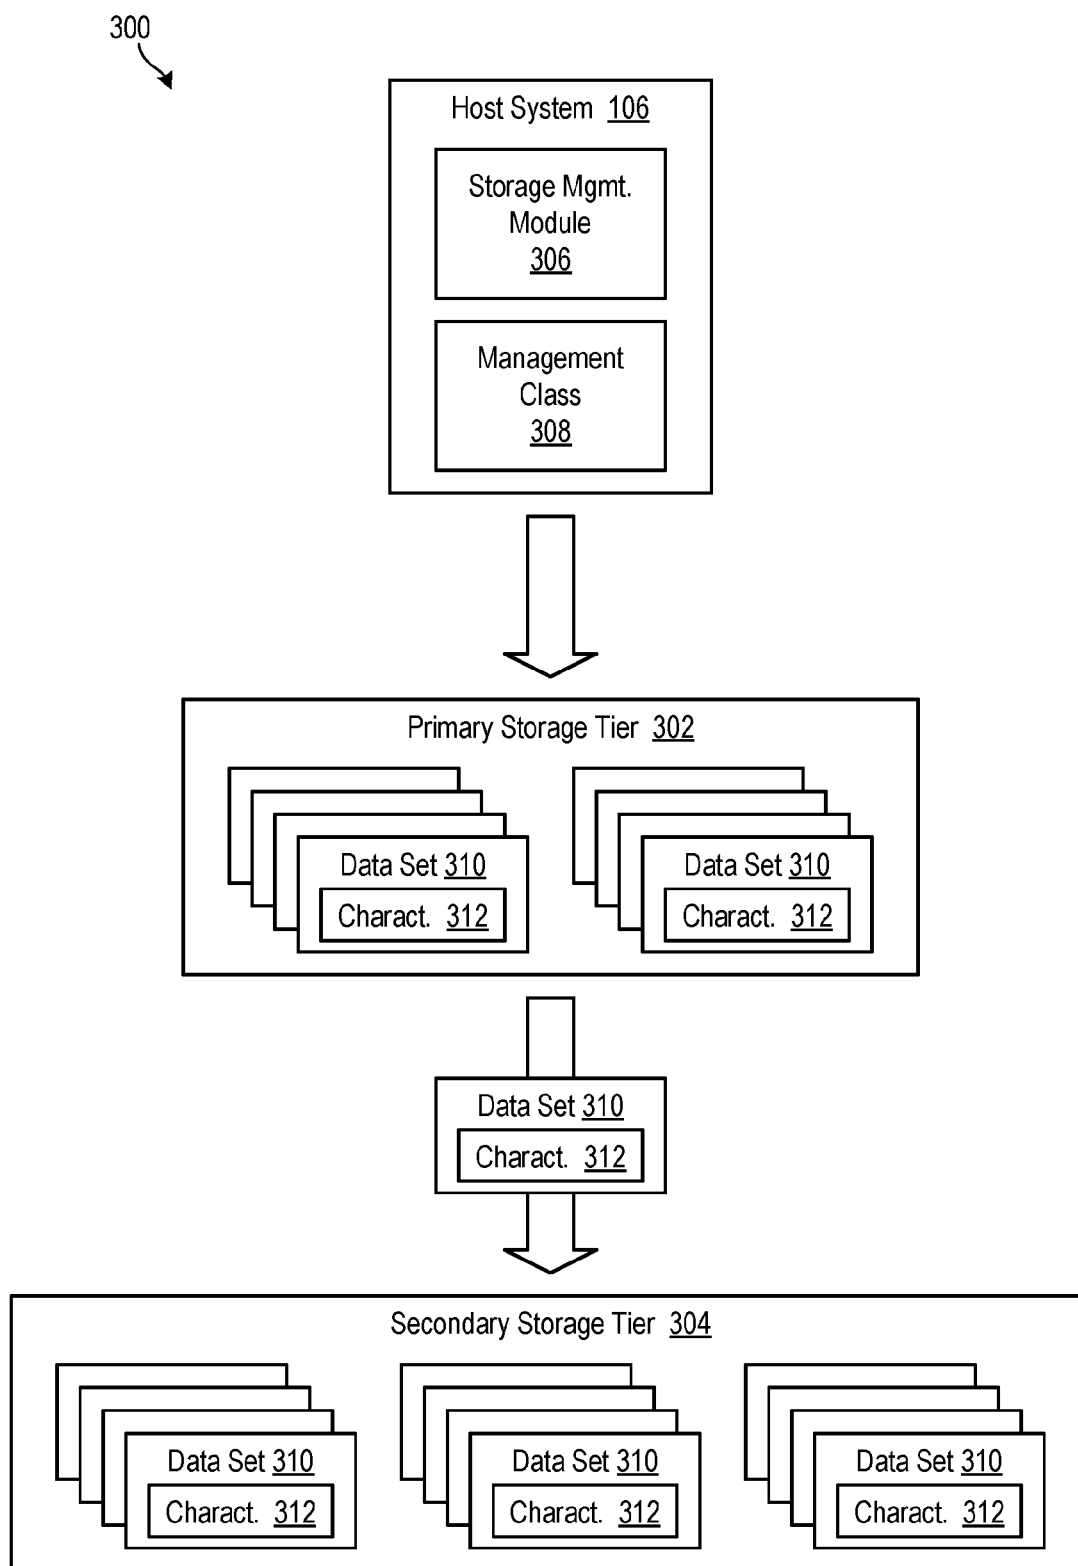 300
Host System 106
Storage Mgmt.
Module
306
Management
Class
308
Primary Storage Tier 302
Data Set 310
Charact. 312
Data Set 310
Charact. 312
Data Set 310
Charact. 312
Secondary Storage Tier 304
Data Set 310
Charact. 312
Data Set 310
Charact. 312
Data Set 310
Charact. 312